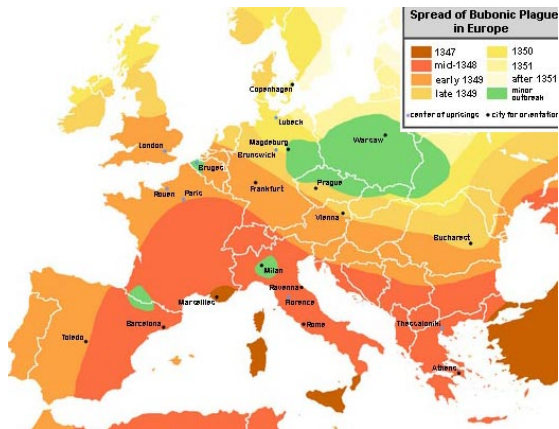 Spread of Bubonic Plague
in Europe
1347
mid-1348
early 1349
late 1349
1350
1351
after 1351
minor
outbreak
center of uprisings
city for orientation
Copenhagen
Lubeck
Magdeburg
Warsaw
London
Brunswick
Bruges
Prague
Frankfurt
Rouen
Paris
Vienna
Bucharest
Milan
Ravenna
Marseilles
Florence
Barcelona
Rome
Toledo
Thessaloniki
Athens